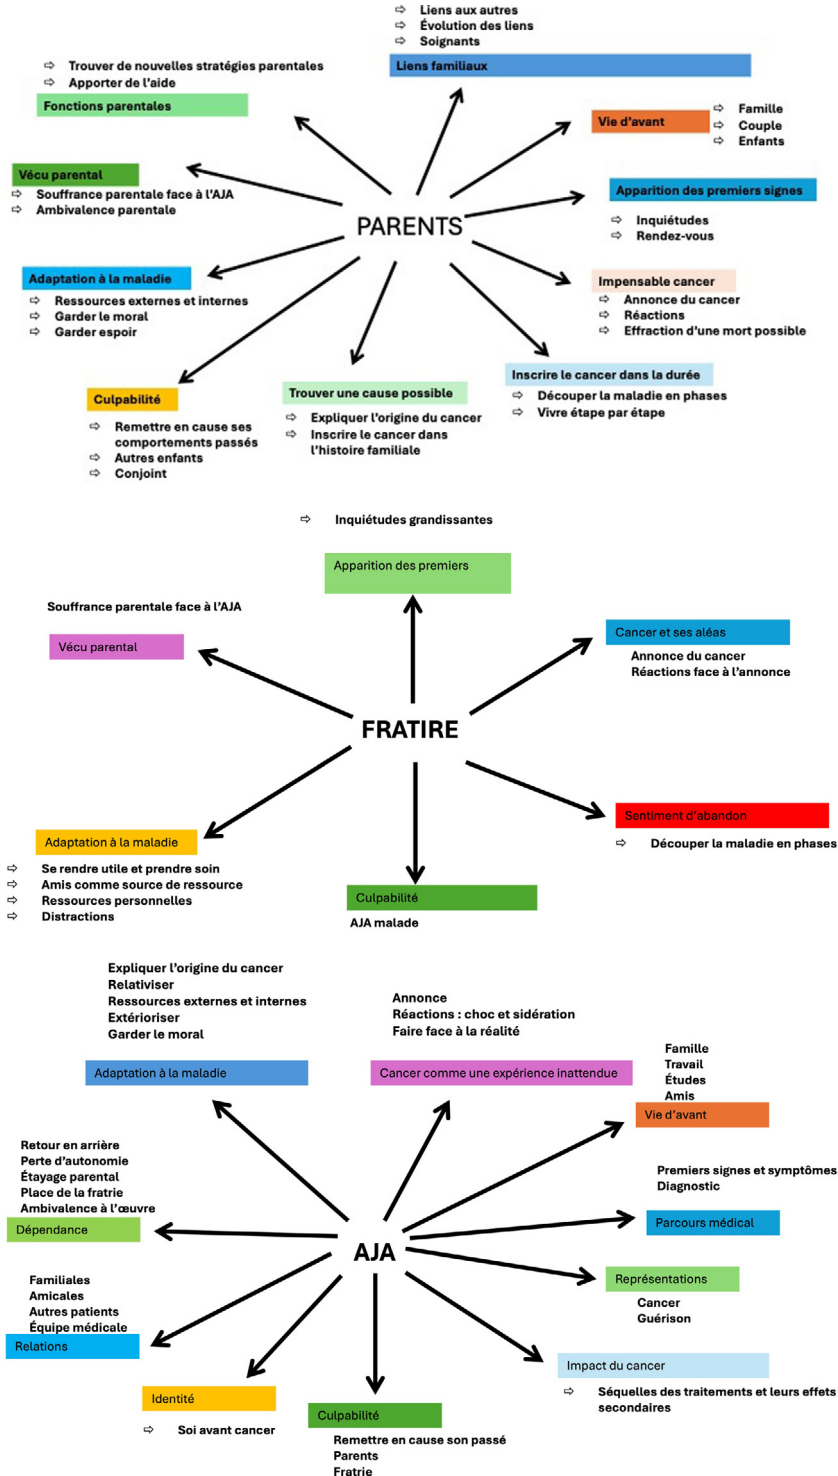 ⇨ Liens aux autres
⇨ Évolution des liens
⇨ Soignants
Liens familiaux
⇨ Trouver de nouvelles stratégies parentales
⇨ Apporter de l'aide
Fonctions parentales
Vie d'avant
⇨ Famille
⇨ Couple
⇨ Enfants
Vécu parental
⇨ Souffrance parentale face à l'AJA
⇨ Ambivalence parentale
Apparition des premiers signes
⇨ Inquiétudes
⇨ Rendez-vous
PARENTS
Adaptation à la maladie
⇨ Ressources externes et internes
⇨ Garder le moral
⇨ Garder espoir
Impensable cancer
⇨ Annonce du cancer
⇨ Réactions
⇨ Effraction d'une mort possible
Culpabilité
⇨ Remettre en cause ses
comportements passés
⇨ Autres enfants
⇨ Conjoint
Trouver une cause possible
⇨ Expliquer l'origine du cancer
⇨ Inscrire le cancer dans
l'histoire familiale
Inscrire le cancer dans la durée
⇨ Découper la maladie en phases
⇨ Vivre étape par étape
⇨ Inquiétudes grandissantes
Apparition des premiers
Souffrance parentale face à l'AJA
Vécu parental
Cancer et ses aléas
Annonce du cancer
Réactions face à l'annonce
FRATIRE
Adaptation à la maladie
⇨ Se rendre utile et prendre soin
⇨ Amis comme source de ressource
⇨ Ressources personnelles
⇨ Distractions
Sentiment d'abandon
⇨ Découper la maladie en phases
Culpabilité
AJA malade
Expliquer l'origine du cancer
Relativiser
Ressources externes et internes
Extérioriser
Garder le moral
Adaptation à la maladie
Annonce
Réactions : choc et sidération
Faire face à la réalité
Cancer comme une expérience inattendue
Famille
Travail
Études
Amis
Vie d'avant
Retour en arrière
Perte d'autonomie
Étayage parental
Place de la fratrie
Ambivalence à l'œuvre
Dépendance
Premiers signes et symptômes
Diagnostic
Parcours médical
AJA
Familiales
Amicales
Autres patients
Équipe médicale
Relations
Représentations
Cancer
Guérison
Identité
⇨ Soi avant cancer
Culpabilité
Remettre en cause son passé
Parents
Fratrie
Impact du cancer
⇨ Séquelles des traitements et leurs effets
secondaires